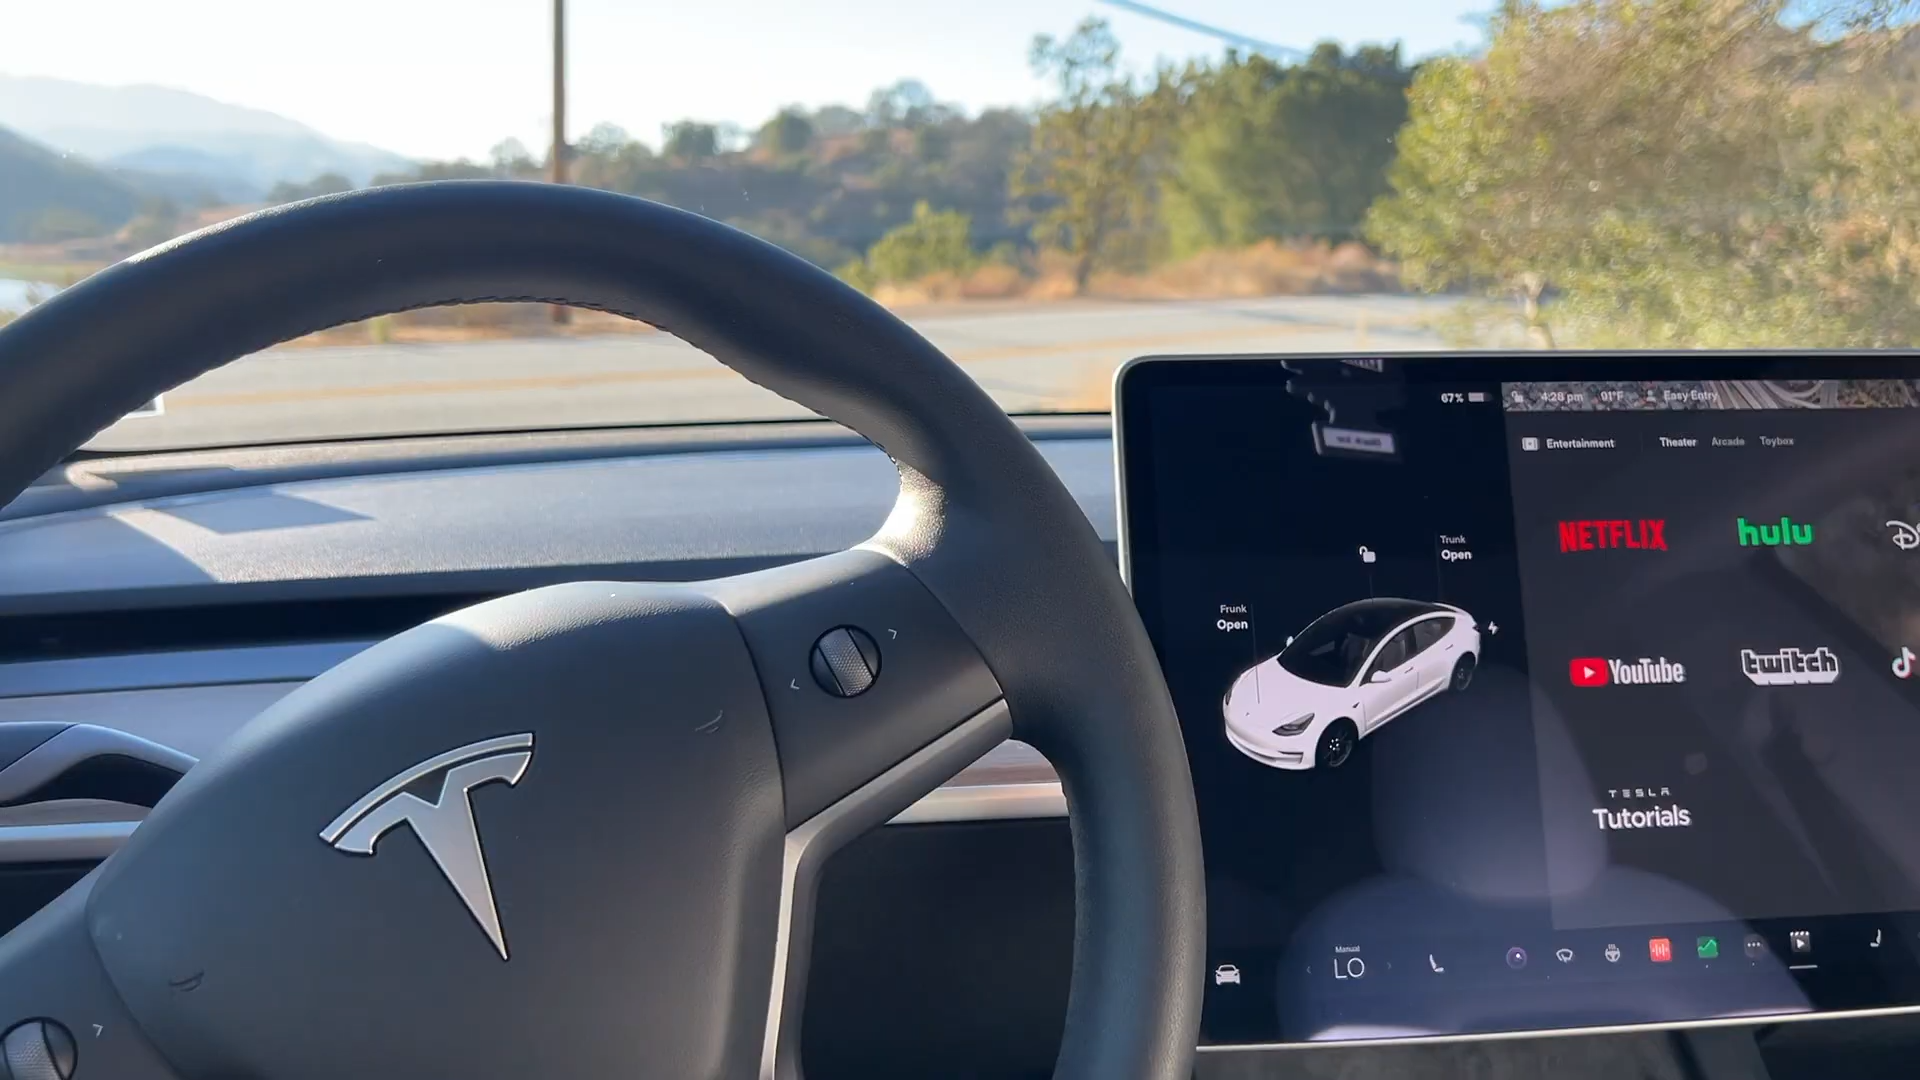 67%
4:28 pm 91°F Easy Entry
Entertainment Theater Arcade Toybox
NETFLIX hulu
Trunk
Open
Frunk
Open
YouTube twitch
TESLA
Tutorials
Manual
LO